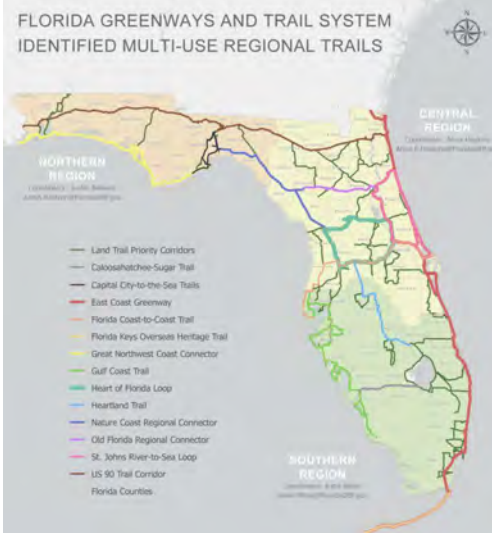 FLORIDA GREENWAYS AND TRAIL SYSTEM
IDENTIFIED MULTI-USE REGIONAL TRAILS
N
CENTRAL
REGION
NORTHERN
REGION
Land Trail Priority Corridors
Caloosahatchee-Sugar Trail
Capital City-to-the-Sea Trails
East Coast Greenway
Florida Coast-to-Coast Trail
Florida Keys Overseas Heritage Trail
Great Northwest Coast Connector
Gulf Coast Trail
Heart of Florida Loop
Heartland Trail
Nature Coast Regional Connector
Old Florida Regional Connector
St. Johns River-to-Sea Loop
US 90 Trail Corridor
Florida Counties
SOUTHERN
REGION